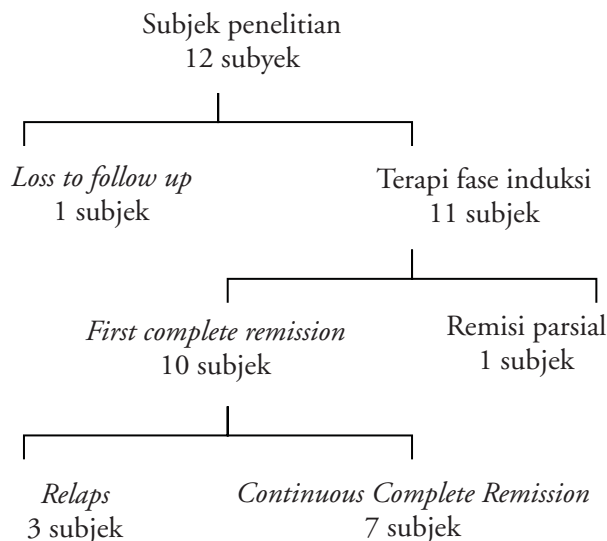 Subjek penelitian
12 subyek
Loss to follow up
1 subjek
Terapi fase induksi
11 subjek
First complete remission
10 subjek
Remisi parsial
1 subjek
Relaps
3 subjek
Continuous Complete Remission
7 subjek